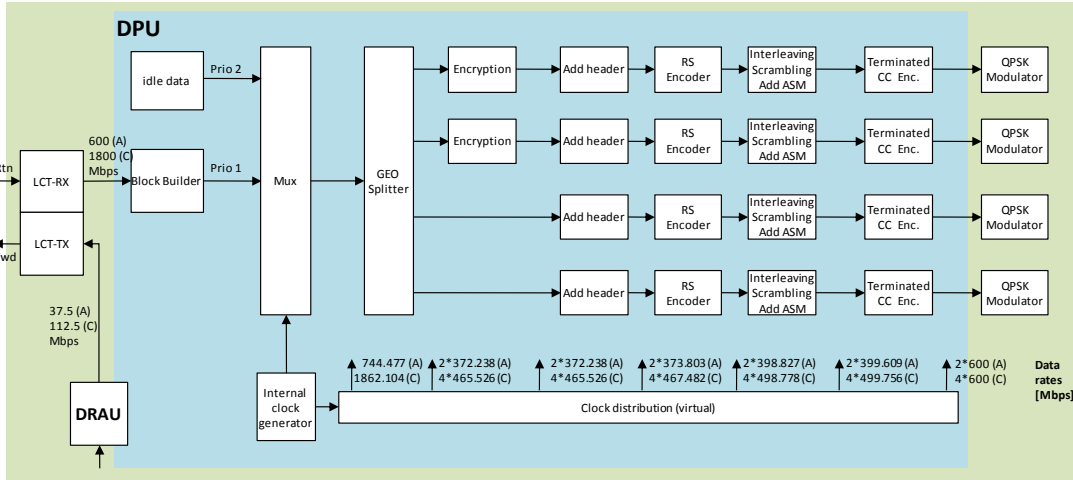 DPU
idle data
Prio 2
600 (A)
1800 (C)
Mbps
Block Builder
Prio 1
LCT-RX
LCT-TX
wd
37.5 (A)
112.5 (C)
Mbps
DRAU
Mux
GEO
Splitter
Encryption
Add header
RS
Encoder
Interleaving
Scrambling
Add ASM
Terminated
CC Enc.
QPSK
Modulator
Encryption
Add header
RS
Encoder
Interleaving
Scrambling
Add ASM
Terminated
CC Enc.
QPSK
Modulator
Add header
RS
Encoder
Interleaving
Scrambling
Add ASM
Terminated
CC Enc.
QPSK
Modulator
Add header
RS
Encoder
Interleaving
Scrambling
Add ASM
Terminated
CC Enc.
QPSK
Modulator
Internal
clock
generator
744.477 (A)
1862.104 (C)
2*372.238 (A)
4*465.526 (C)
2*372.238 (A)
4*465.526 (C)
2*373.803 (A)
4*467.482 (C)
2*398.827 (A)
4*498.778 (C)
2*399.609 (A)
4*499.756 (C)
2*600 (A)
4*600 (C)
Data
rates
[Mbps]
Clock distribution (virtual)